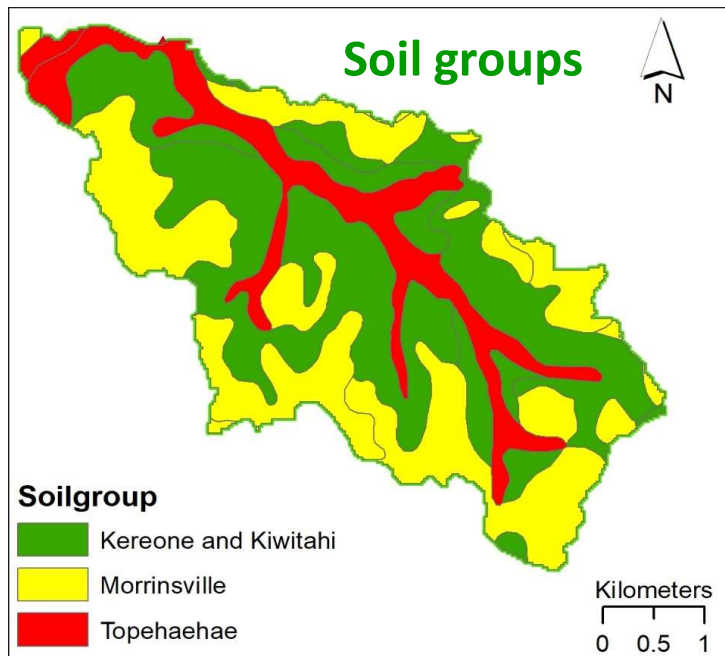 Soil groups
N
Soilgroup
Kereone and Kiwitahi
Morrinsville
Topehaehae
Kilometers
0 0.5 1